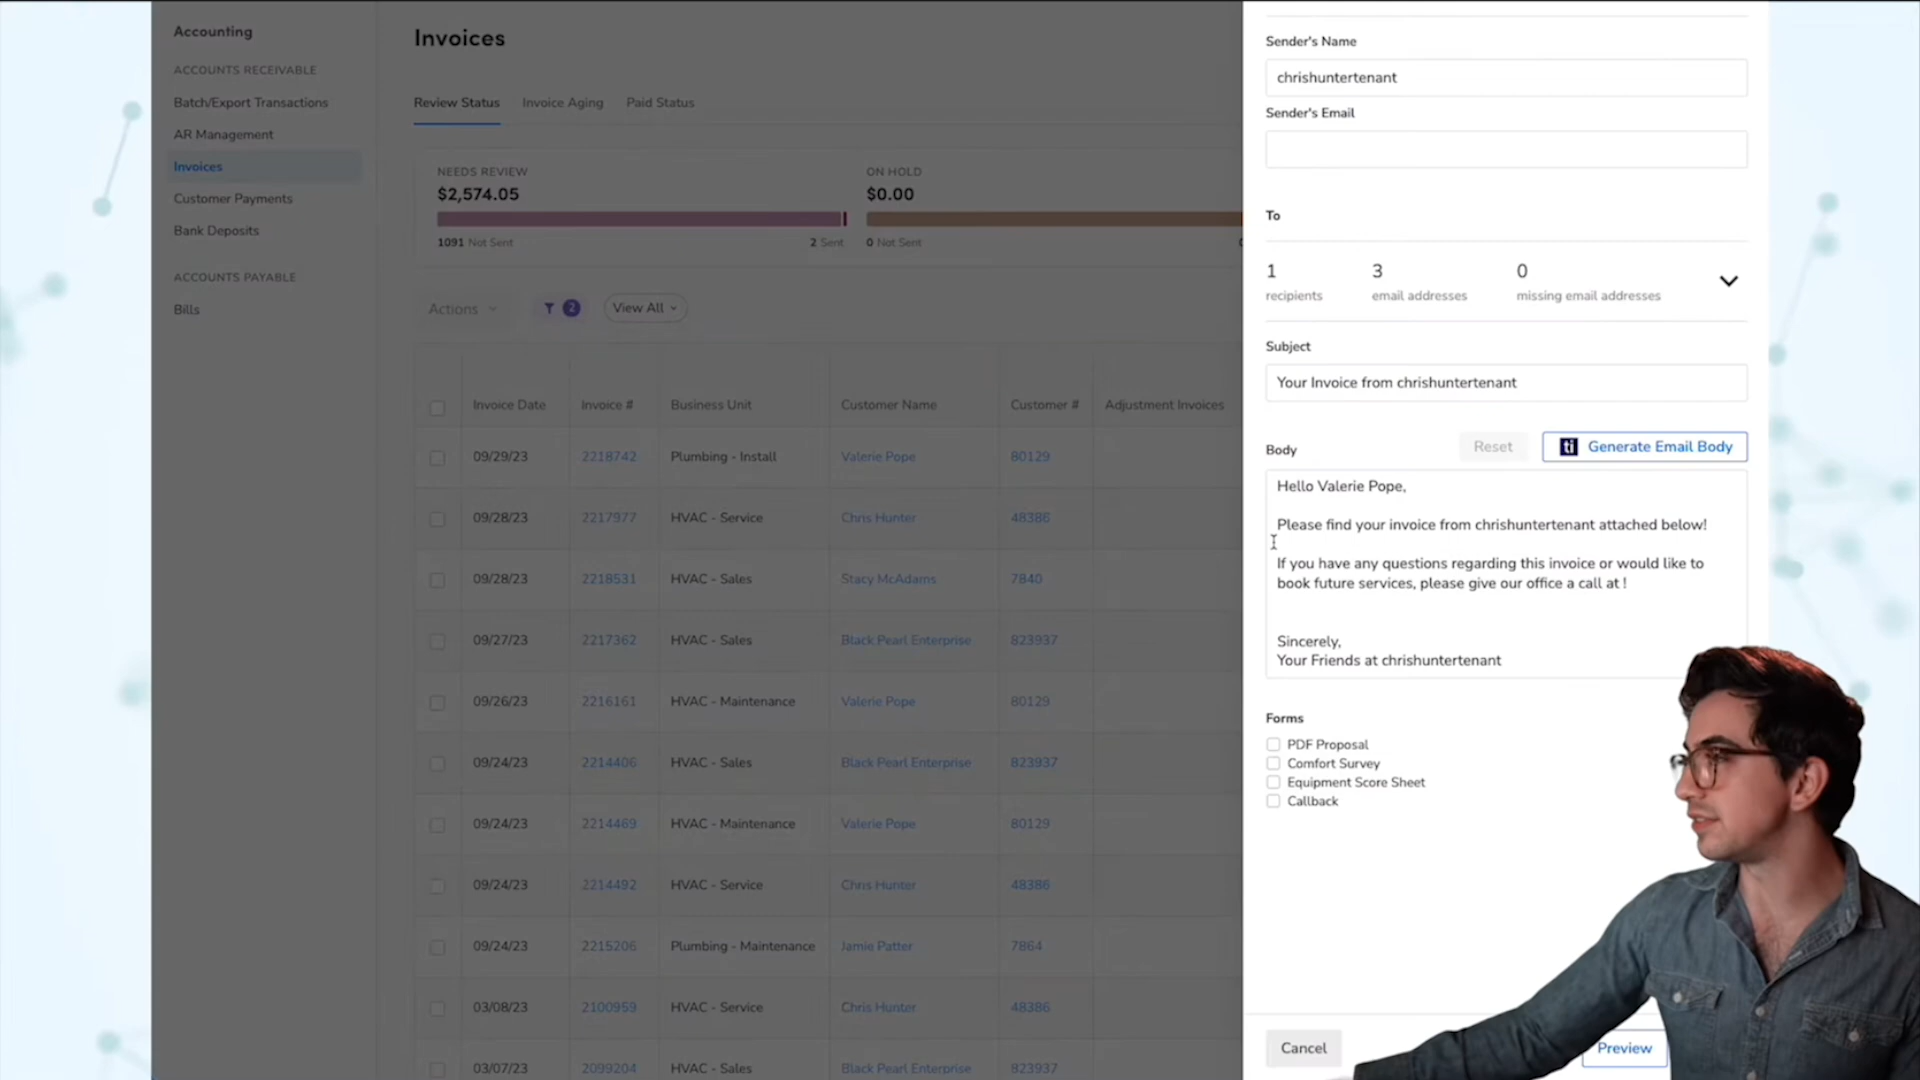 Accounting
ACCOUNTS RECEIVABLE
Batch/Export Transactions
AR Management
Invoices
Customer Payments
Bank Deposits
ACCOUNTS PAYABLE
Bills
Invoices
Review Status Invoice Aging Paid Status
NEEDS REVIEW
$2,574.05
1091 Not Sent 2 Sent
ON HOLD
$0.00
0 Not Sent
Actions 2 View All
Invoice Date Invoice # Business Unit Customer Name Customer # Adjustment Invoices
09/29/23 2218742 Plumbing - Install Valerie Pope 80129
09/28/23 2217977 HVAC - Service Chris Hunter 48386
09/28/23 2218531 HVAC - Sales Stacy McAdams 7840
09/27/23 2217362 HVAC - Sales Black Pearl Enterprise 823937
09/26/23 2216161 HVAC - Maintenance Valerie Pope 80129
09/24/23 2214406 HVAC - Sales Black Pearl Enterprise 823937
09/24/23 2214469 HVAC - Maintenance Valerie Pope 80129
09/24/23 2214492 HVAC - Service Chris Hunter 48386
09/24/23 2215206 Plumbing - Maintenance Jamie Patter 7864
03/08/23 2100959 HVAC - Service Chris Hunter 48386
03/07/23 2099204 HVAC - Sales Black Pearl Enterprise 823937
Sender's Name
chrishuntertenant
Sender's Email
To
1 3 0
recipients email addresses missing email addresses
Subject
Your Invoice from chrishuntertenant
Body Reset ti Generate Email Body
Hello Valerie Pope,
Please find your invoice from chrishuntertenant attached below!
If you have any questions regarding this invoice or would like to
book future services, please give our office a call at !
Sincerely,
Your Friends at chrishuntertenant
Forms
PDF Proposal
Comfort Survey
Equipment Score Sheet
Callback
Cancel Preview